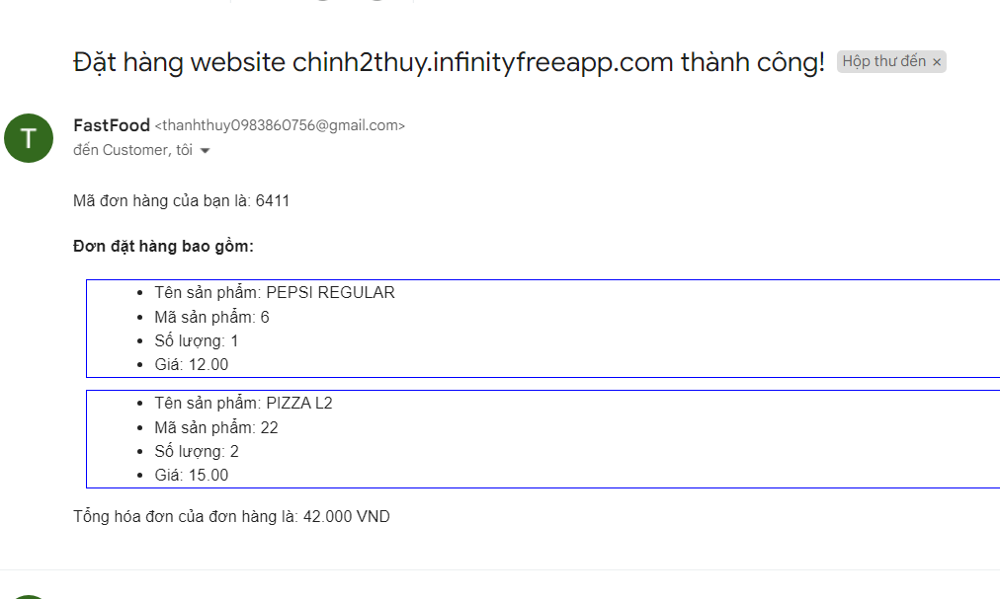 Đặt hàng website chinh2thuy.infinityfreeapp.com thành công! Hộp thư đến ×
T
FastFood <thanhthuy0983860756@gmail.com>
đến Customer, tôi
Mã đơn hàng của bạn là: 6411
Đơn đặt hàng bao gồm:
• Tên sản phẩm: PEPSI REGULAR
• Mã sản phẩm: 6
• Số lượng: 1
• Giá: 12.00
• Tên sản phẩm: PIZZA L2
• Mã sản phẩm: 22
• Số lượng: 2
• Giá: 15.00
Tổng hóa đơn của đơn hàng là: 42.000 VND